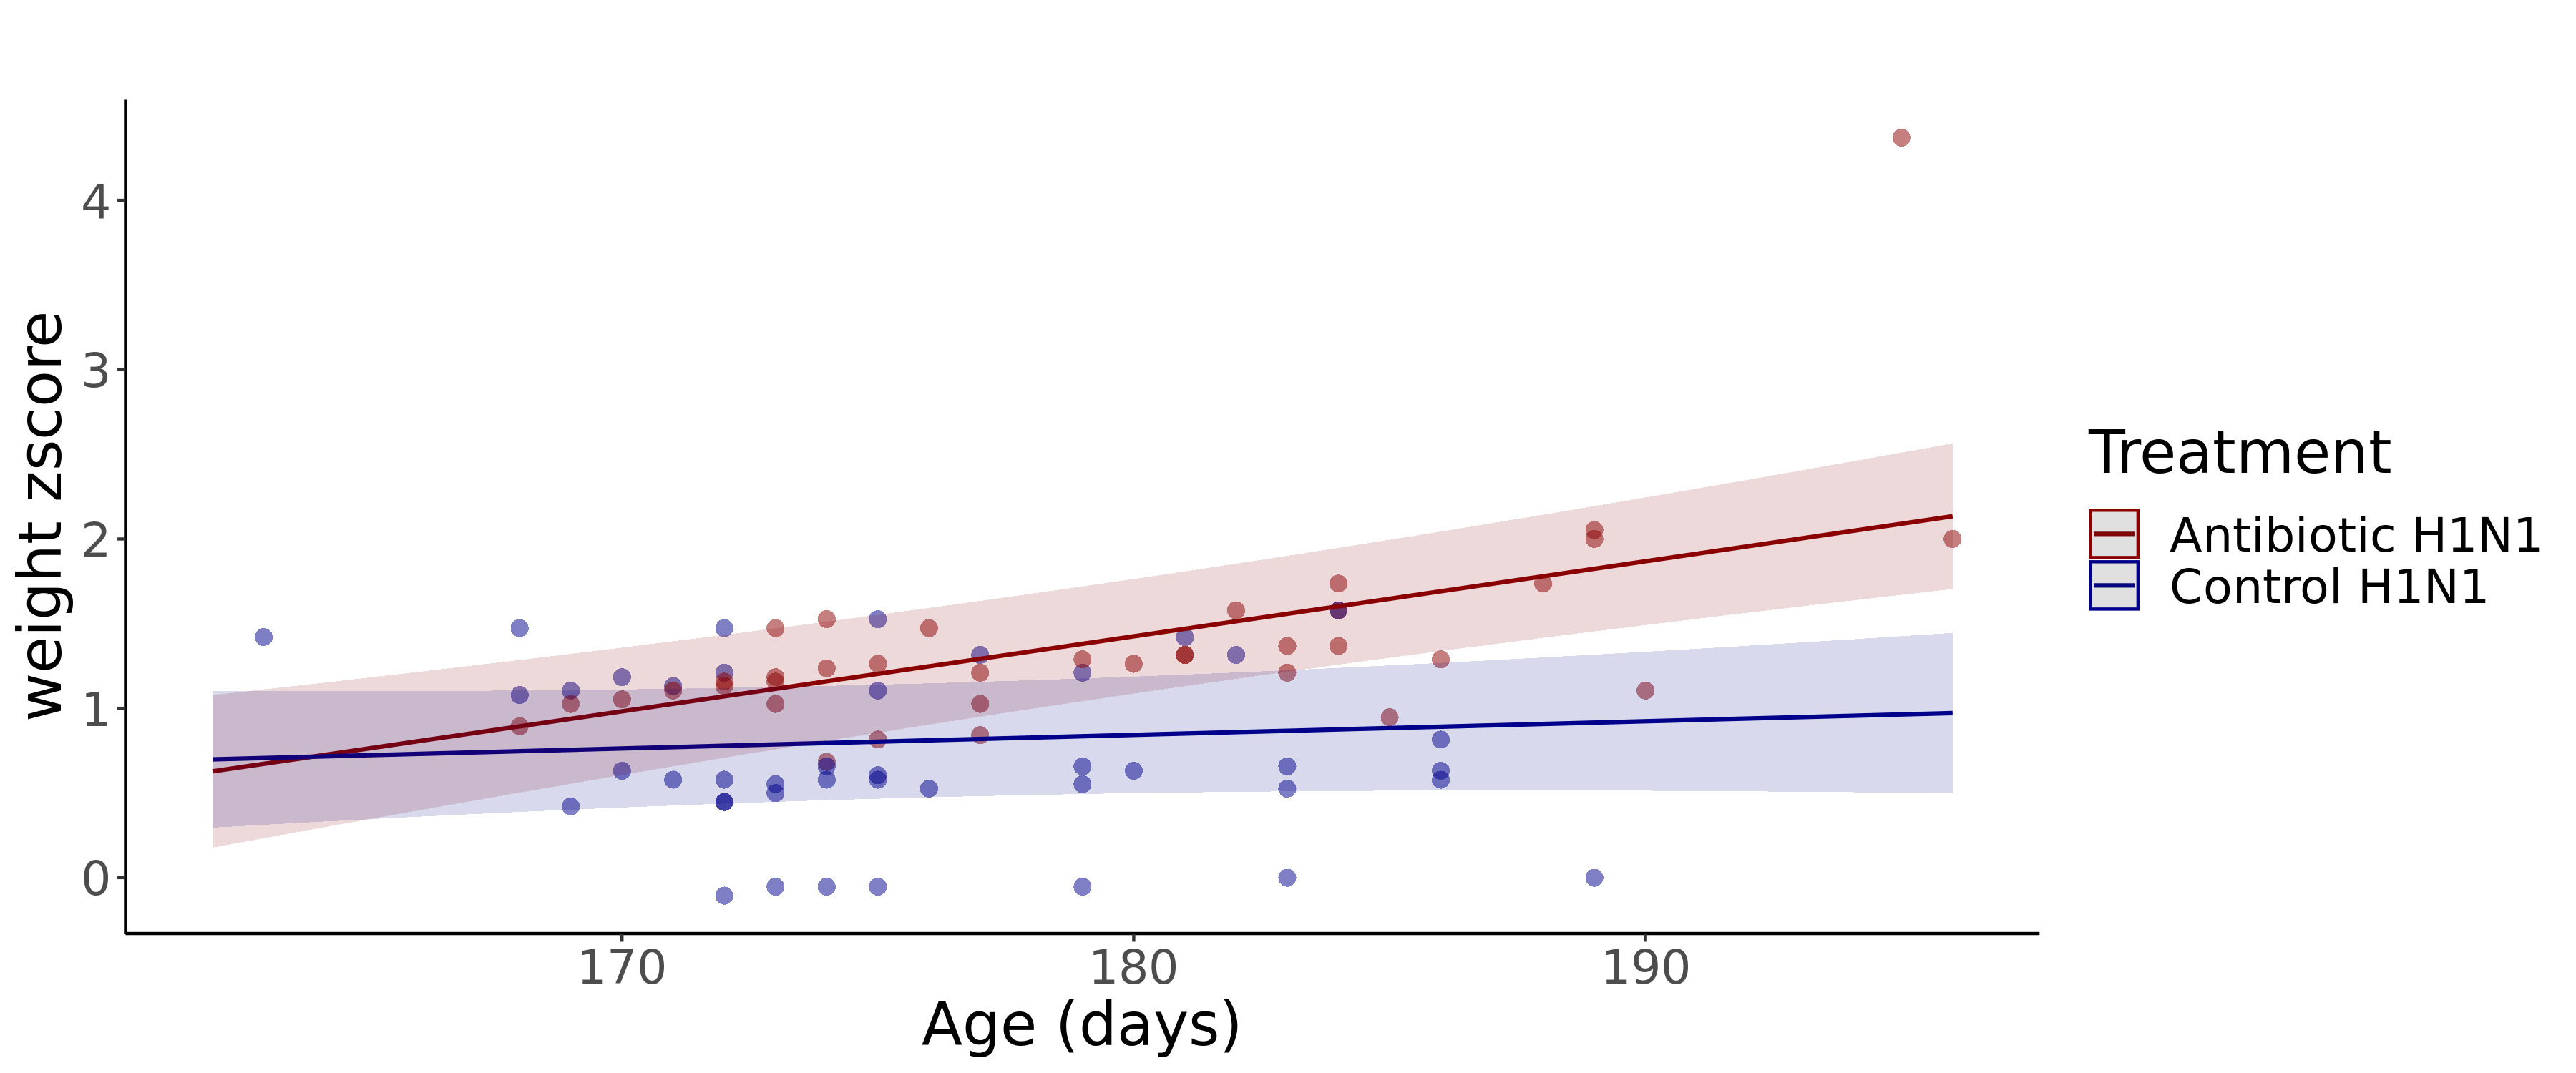 4
3
2
1
0
weight zscore
170 180 190
Age (days)
Treatment
Antibiotic H1N1
Control H1N1